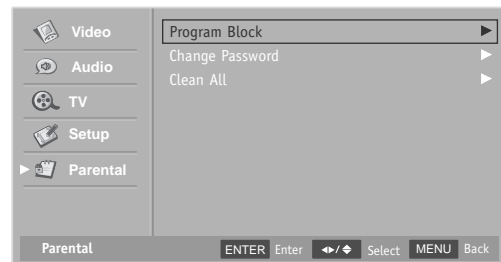 Video
Audio
TV
Setup
Parental
Program Block
Change Password
Clean All
Parental
ENTER Enter Select MENU Back